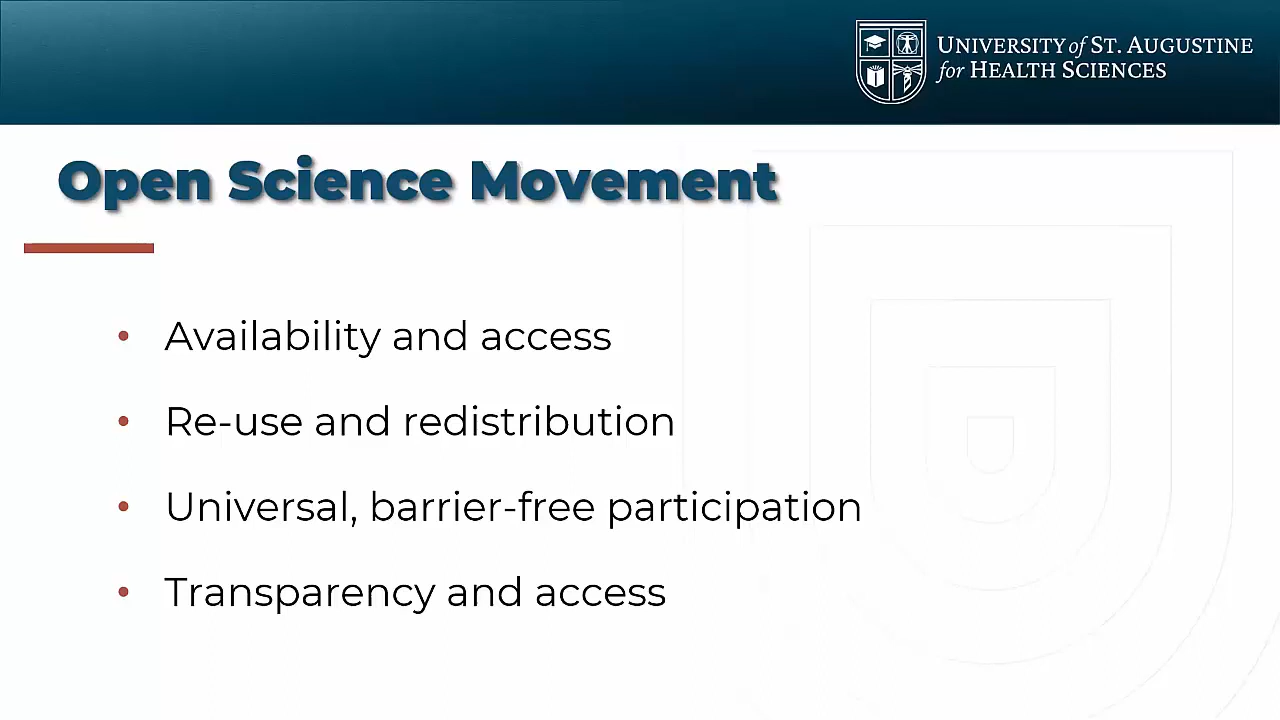 UNIVERSITY of ST. AUGUSTINE
for HEALTH SCIENCES
Open Science Movement
• Availability and access
• Re-use and redistribution
• Universal, barrier-free participation
• Transparency and access